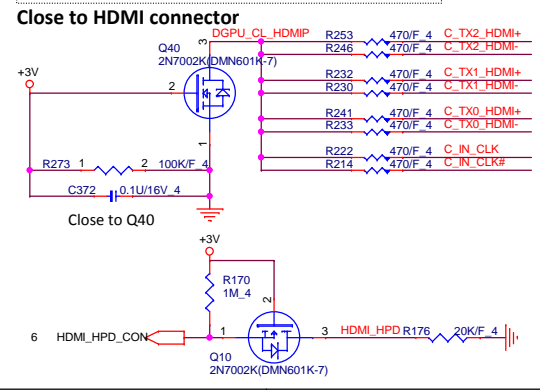 Close to HDMI connector
DGPU_CL_HDMIP
R253 470/F_4 C_TX2_HDMI+
R246 470/F_4 C_TX2_HDMI-
Q40
2N7002K(DMN601K-7)
3
+3V
R232 470/F_4 C_TX1_HDMI+
R230 470/F_4 C_TX1_HDMI-
2
R241 470/F_4 C_TX0_HDMI+
R233 470/F_4 C_TX0_HDMI-
1
R222 470/F_4 C_IN_CLK
R214 470/F_4 C_IN_CLK#
R273 1 2 100K/F_4
C372 0.1U/16V_4
Close to Q40
+3V
R170
1M_4
2
6 HDMI_HPD_CON 1 3 HDMI_HPD R176 20K/F_4
Q10
2N7002K(DMN601K-7)